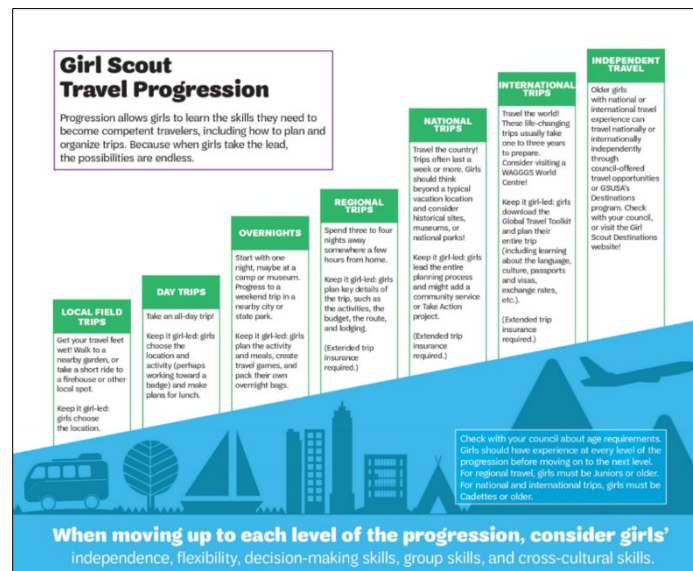 Girl Scout
Travel Progression
Progression allows girls to learn the skills they need to
become competent travelers, including how to plan and
organize trips. Because when girls take the lead,
the possibilities are endless.
LOCAL FIELD
TRIPS
Get your travel feet
wet! Walk to a
nearby garden, or
take a short ride to
a firehouse or other
local spot.
Keep it girl-led:
girls choose
the location.
DAY TRIPS
Take an all-day trip!
Keep it girl-led: girls
choose the
location and
activity (perhaps
working toward a
badge) and make
plans for lunch.
OVERNIGHTS
Start with one
night, maybe at a
camp or museum.
Progress to a
weekend trip in a
nearby city or
state park.
Keep it girl-led: girls
plan the activity
and meals, create
travel games, and
pack their own
overnight bags.
REGIONAL
TRIPS
Spend three to four
nights away
somewhere a few
hours from home.
Keep it girl-led: girls
plan key details of
the trip, such as
the activities, the
budget, the route,
and lodging.
(Extended trip
insurance
required.)
NATIONAL
TRIPS
Travel the country!
Trips often last a
week or more. Girls
should think
beyond a typical
vacation location
and consider
historical sites,
museums, or
national parks!
Keep it girl-led: girls
lead the entire
planning process
and might add a
community service
or Take Action
project.
(Extended trip
insurance
required.)
INTERNATIONAL
TRIPS
Travel the world!
These life-changing
trips usually take
one to three years
to prepare.
Consider visiting a
WAGGGS World
Centre!
Keep it girl-led: girls
download the
Global Travel Toolkit
and plan their
entire trip
(including learning
about the language,
culture, passports
and visas,
exchange rates,
etc.).
(Extended trip
insurance
required.)
INDEPENDENT
TRAVEL
Older girls
with national or
international travel
experience can
travel nationally or
internationally
independently
through
council-offered
travel opportunities
or GSUSA's
Destinations
program. Check
with your council,
or visit the Girl
Scout Destinations
website!
Check with your council about age requirements.
Girls should have experience at every level of the
progression before moving on to the next level.
For regional travel, girls must be Juniors or older.
For national and international trips, girls must be
Cadettes or older.
When moving up to each level of the progression, consider girls'
independence, flexibility, decision-making skills, group skills, and cross-cultural skills.